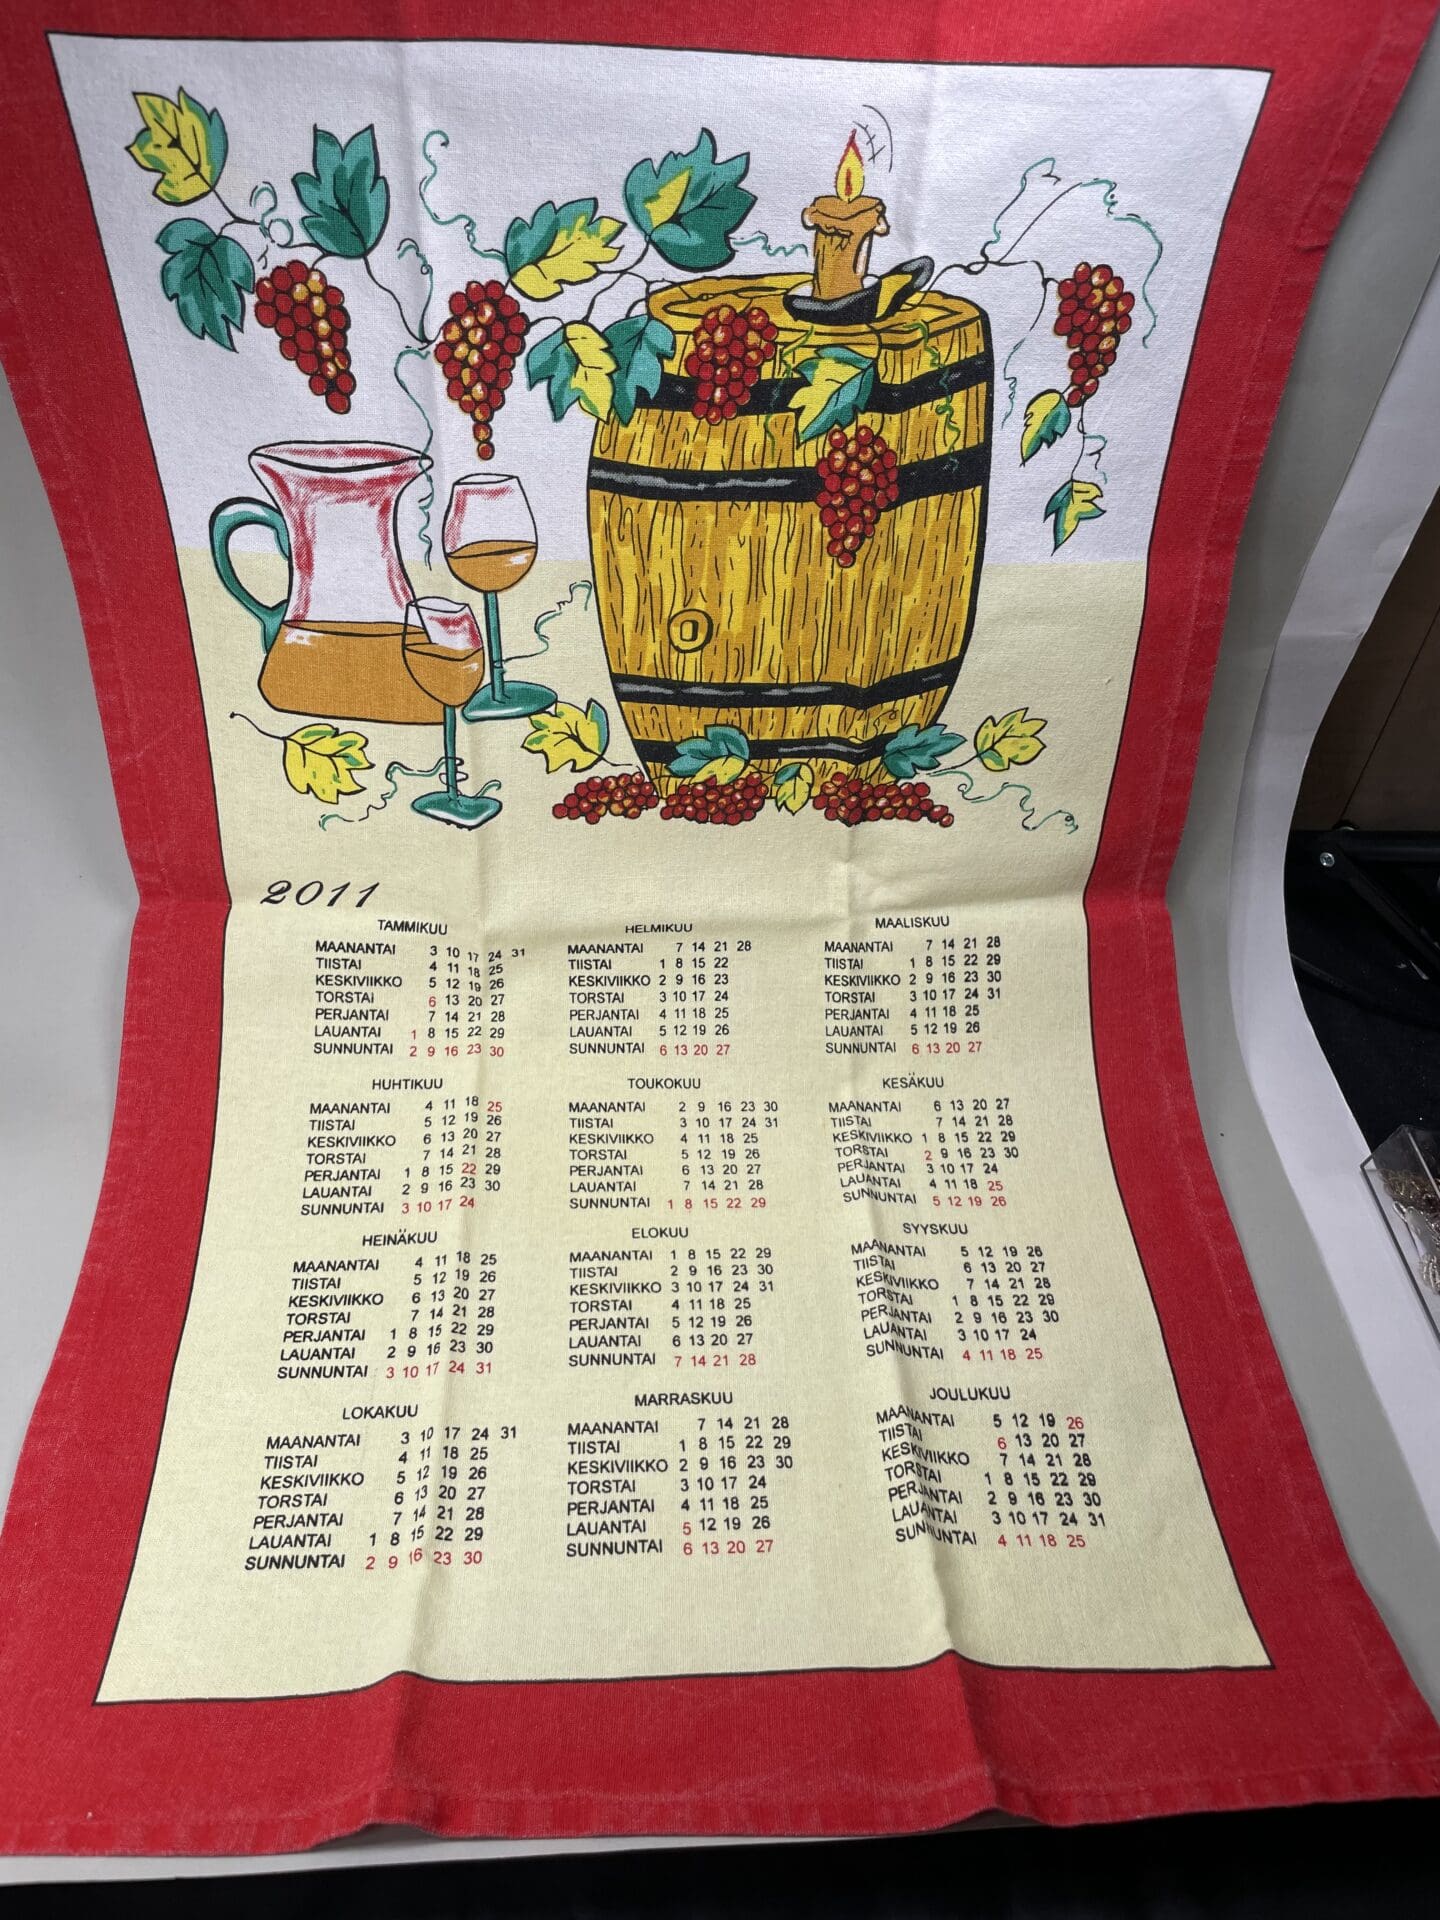 2011
TAMMIKUU
MAANANTAI 3 10 17 24 31
TIISTAI 4 11 18 25
KESKIVIIKKO 5 12 19 26
TORSTAI 6 13 20 27
PERJANTAI 7 14 21 28
LAUANTAI 1 8 15 22 29
SUNNUNTAI 2 9 16 23 30
HELMIKUU
MAANANTAI 7 14 21 28
TIISTAI 1 8 15 22
KESKIVIIKKO 2 9 16 23
TORSTAI 3 10 17 24
PERJANTAI 4 11 18 25
LAUANTAI 5 12 19 26
SUNNUNTAI 6 13 20 27
MAALISKUU
MAANANTAI 7 14 21 28
TIISTAI 1 8 15 22 29
KESKIVIIKKO 2 9 16 23 30
TORSTAI 3 10 17 24 31
PERJANTAI 4 11 18 25
LAUANTAI 5 12 19 26
SUNNUNTAI 6 13 20 27
HUHTIKUU
MAANANTAI 4 11 18 25
TIISTAI 5 12 19 26
KESKIVIIKKO 6 13 20 27
TORSTAI 7 14 21 28
PERJANTAI 1 8 15 22 29
LAUANTAI 2 9 16 23 30
SUNNUNTAI 3 10 17 24
TOUKOKUU
MAANANTAI 2 9 16 23 30
TIISTAI 3 10 17 24 31
KESKIVIIKKO 4 11 18 25
TORSTAI 5 12 19 26
PERJANTAI 6 13 20 27
LAUANTAI 7 14 21 28
SUNNUNTAI 1 8 15 22 29
KESÄKUU
MAANANTAI 6 13 20 27
TIISTAI 7 14 21 28
KESKIVIIKKO 1 8 15 22 29
TORSTAI 2 9 16 23 30
PERJANTAI 3 10 17 24
LAUANTAI 4 11 18 25
SUNNUNTAI 5 12 19 26
HEINÄKUU
MAANANTAI 4 11 18 25
TIISTAI 5 12 19 26
KESKIVIIKKO 6 13 20 27
TORSTAI 7 14 21 28
PERJANTAI 1 8 15 22 29
LAUANTAI 2 9 16 23 30
SUNNUNTAI 3 10 17 24 31
ELOKUU
MAANANTAI 1 8 15 22 29
TIISTAI 2 9 16 23 30
KESKIVIIKKO 3 10 17 24 31
TORSTAI 4 11 18 25
PERJANTAI 5 12 19 26
LAUANTAI 6 13 20 27
SUNNUNTAI 7 14 21 28
SYYSKUU
MAANANTAI 5 12 19 26
TIISTAI 6 13 20 27
KESKIVIIKKO 7 14 21 28
TORSTAI 1 8 15 22 29
PERJANTAI 2 9 16 23 30
LAUANTAI 3 10 17 24
SUNNUNTAI 4 11 18 25
LOKAKUU
MAANANTAI 3 10 17 24 31
TIISTAI 4 11 18 25
KESKIVIIKKO 5 12 19 26
TORSTAI 6 13 20 27
PERJANTAI 7 14 21 28
LAUANTAI 1 8 15 22 29
SUNNUNTAI 2 9 16 23 30
MARRASKUU
MAANANTAI 7 14 21 28
TIISTAI 1 8 15 22 29
KESKIVIIKKO 2 9 16 23 30
TORSTAI 3 10 17 24
PERJANTAI 4 11 18 25
LAUANTAI 5 12 19 26
SUNNUNTAI 6 13 20 27
JOULUKUU
MAANANTAI 5 12 19 26
TIISTAI 6 13 20 27
KESKIVIIKKO 7 14 21 28
TORSTAI 1 8 15 22 29
PERJANTAI 2 9 16 23 30
LAUANTAI 3 10 17 24 31
SUNNUNTAI 4 11 18 25